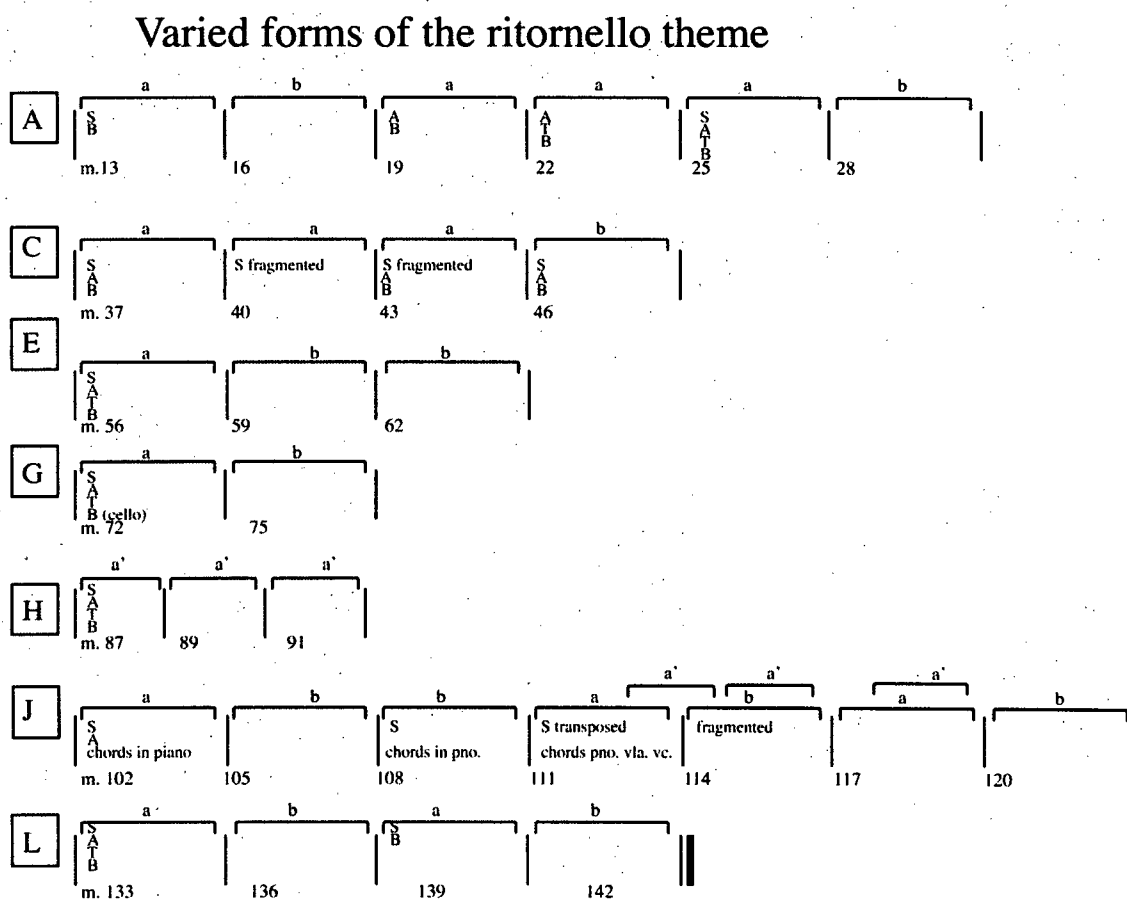 Varied forms of the ritornello theme
a b a a a b
A
S
B
A
B
A
T
B
S
A
T
B
m.13 16 19 22 25 28
a a a b
C
S
A
B
S fragmented
S fragmented
A
B
S
A
B
m. 37 40 43 46
E
a b b
S
A
T
B
m. 56 59 62
G
a b
S
A
T
B (cello)
m. 72 75
a' a' a'
H
S
A
T
B
m. 87 89 91
a' a' a'
J
a b b a b a b
S
A
chords in piano
S
chords in pno.
S transposed
chords pno. vla. vc.
fragmented
m. 102 105 108 111 114 117 120
L
a b a b
S
A
T
B
S
B
m. 133 136 139 142